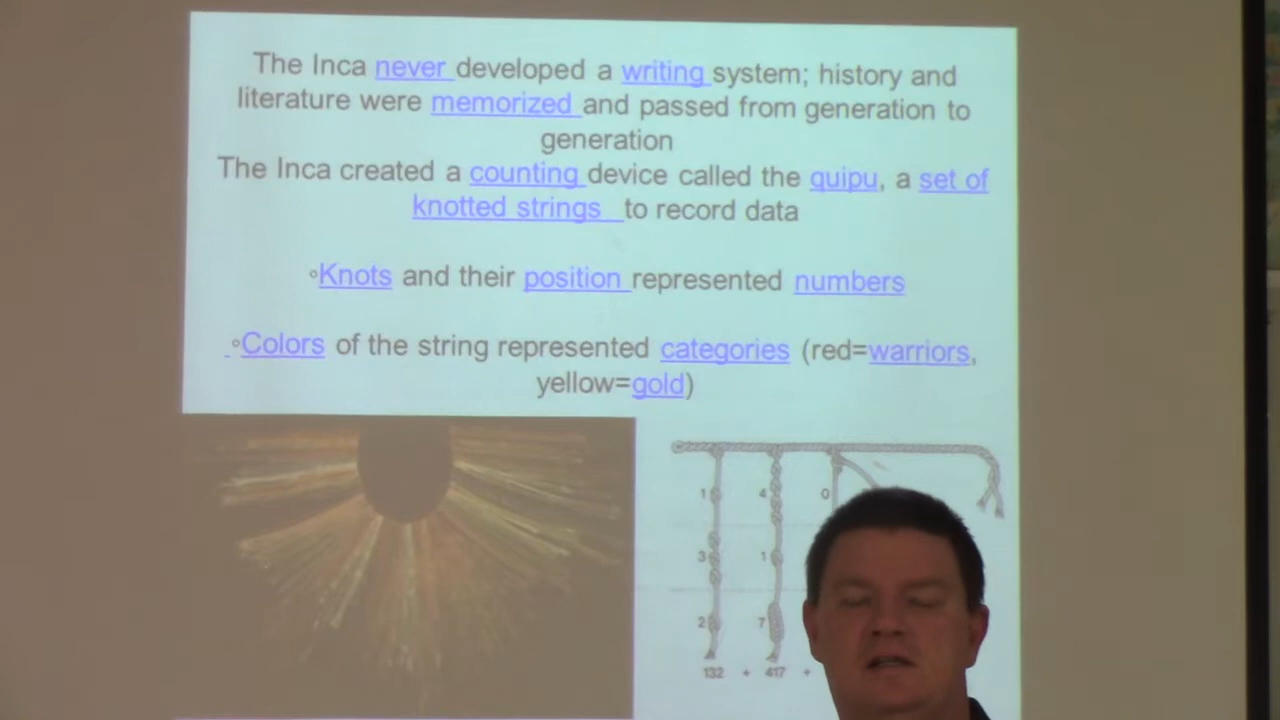 The Inca never developed a writing system; history and
literature were memorized and passed from generation to
generation
The Inca created a counting device called the quipu, a set of
knotted strings to record data
◦Knots and their position represented numbers
◦Colors of the string represented categories (red=warriors,
yellow=gold)
1 4 0
3 1
2 7
132 + 417 +